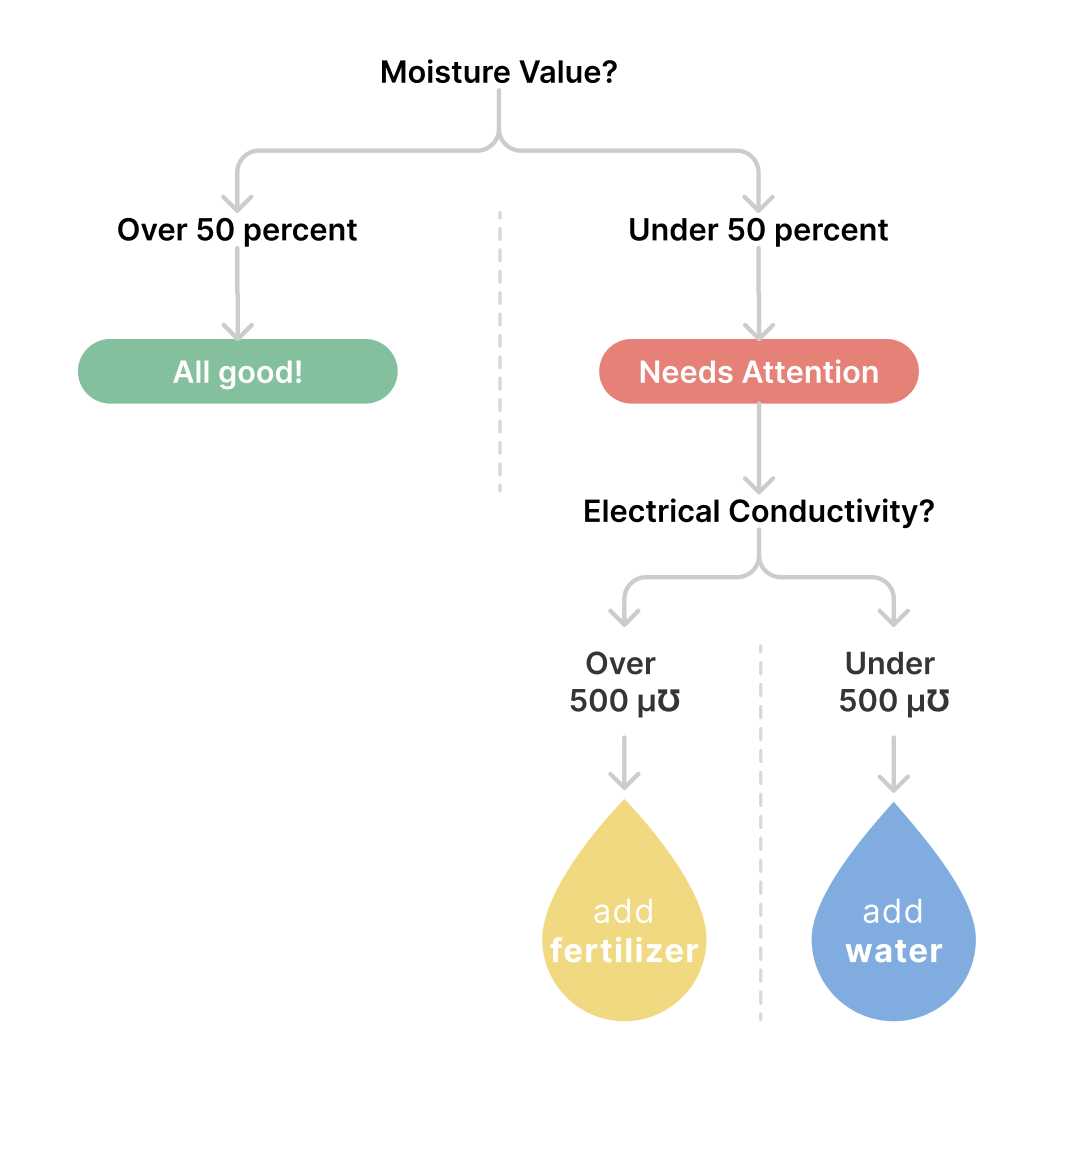 Moisture Value?
Over 50 percent
Under 50 percent
All good!
Needs Attention
Electrical Conductivity?
Over
500 µ℧
Under
500 µ℧
add
fertilizer
add
water